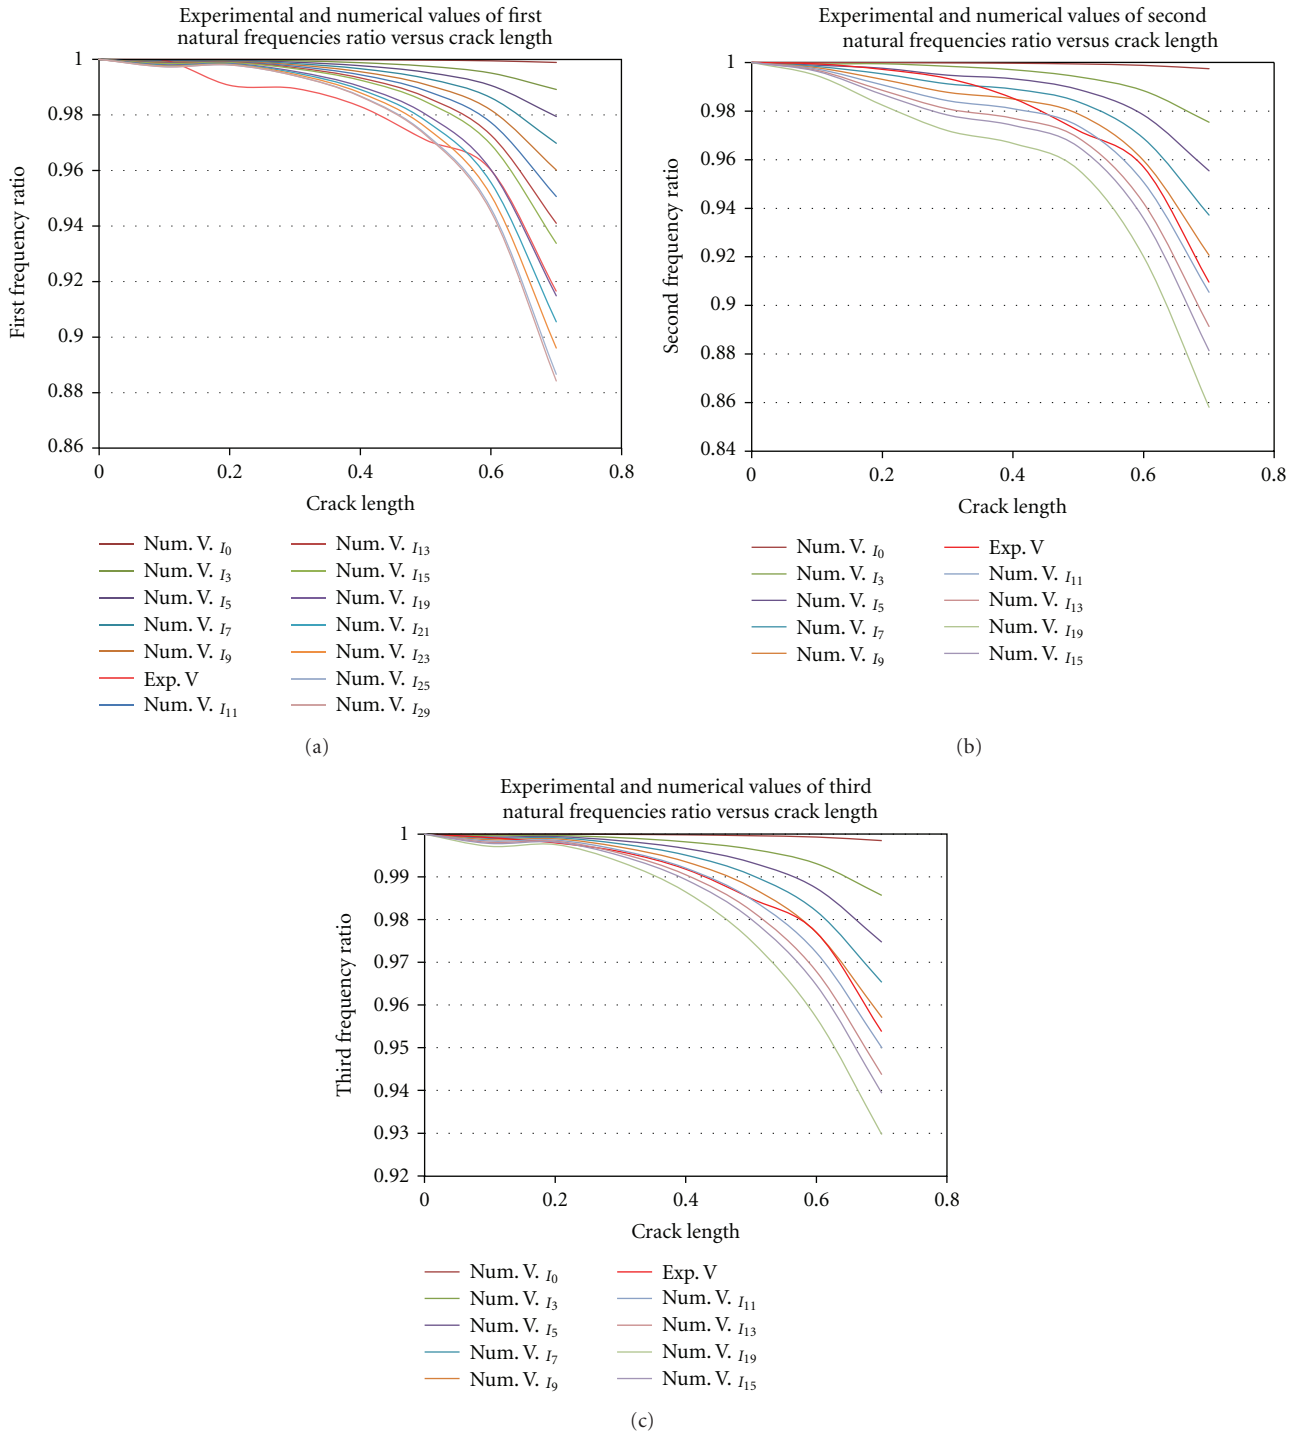 Experimental and numerical values of first
natural frequencies ratio versus crack length
1
0.98
0.96
0.94
0.92
0.9
0.88
0.86
First frequency ratio
0 0.2 0.4 0.6 0.8
Crack length
Num. V. I0
Num. V. I3
Num. V. I5
Num. V. I7
Num. V. I9
Exp. V
Num. V. I11
Num. V. I13
Num. V. I15
Num. V. I19
Num. V. I21
Num. V. I23
Num. V. I25
Num. V. I29
(a)
Experimental and numerical values of second
natural frequencies ratio versus crack length
1
0.98
0.96
0.94
0.92
0.9
0.88
0.86
0.84
Second frequency ratio
0 0.2 0.4 0.6 0.8
Crack length
Num. V. I0
Num. V. I3
Num. V. I5
Num. V. I7
Num. V. I9
Exp. V
Num. V. I11
Num. V. I13
Num. V. I19
Num. V. I15
(b)
Experimental and numerical values of third
natural frequencies ratio versus crack length
1
0.99
0.98
0.97
0.96
0.95
0.94
0.93
0.92
Third frequency ratio
0 0.2 0.4 0.6 0.8
Crack length
Num. V. I0
Num. V. I3
Num. V. I5
Num. V. I7
Num. V. I9
Exp. V
Num. V. I11
Num. V. I13
Num. V. I19
Num. V. I15
(c)